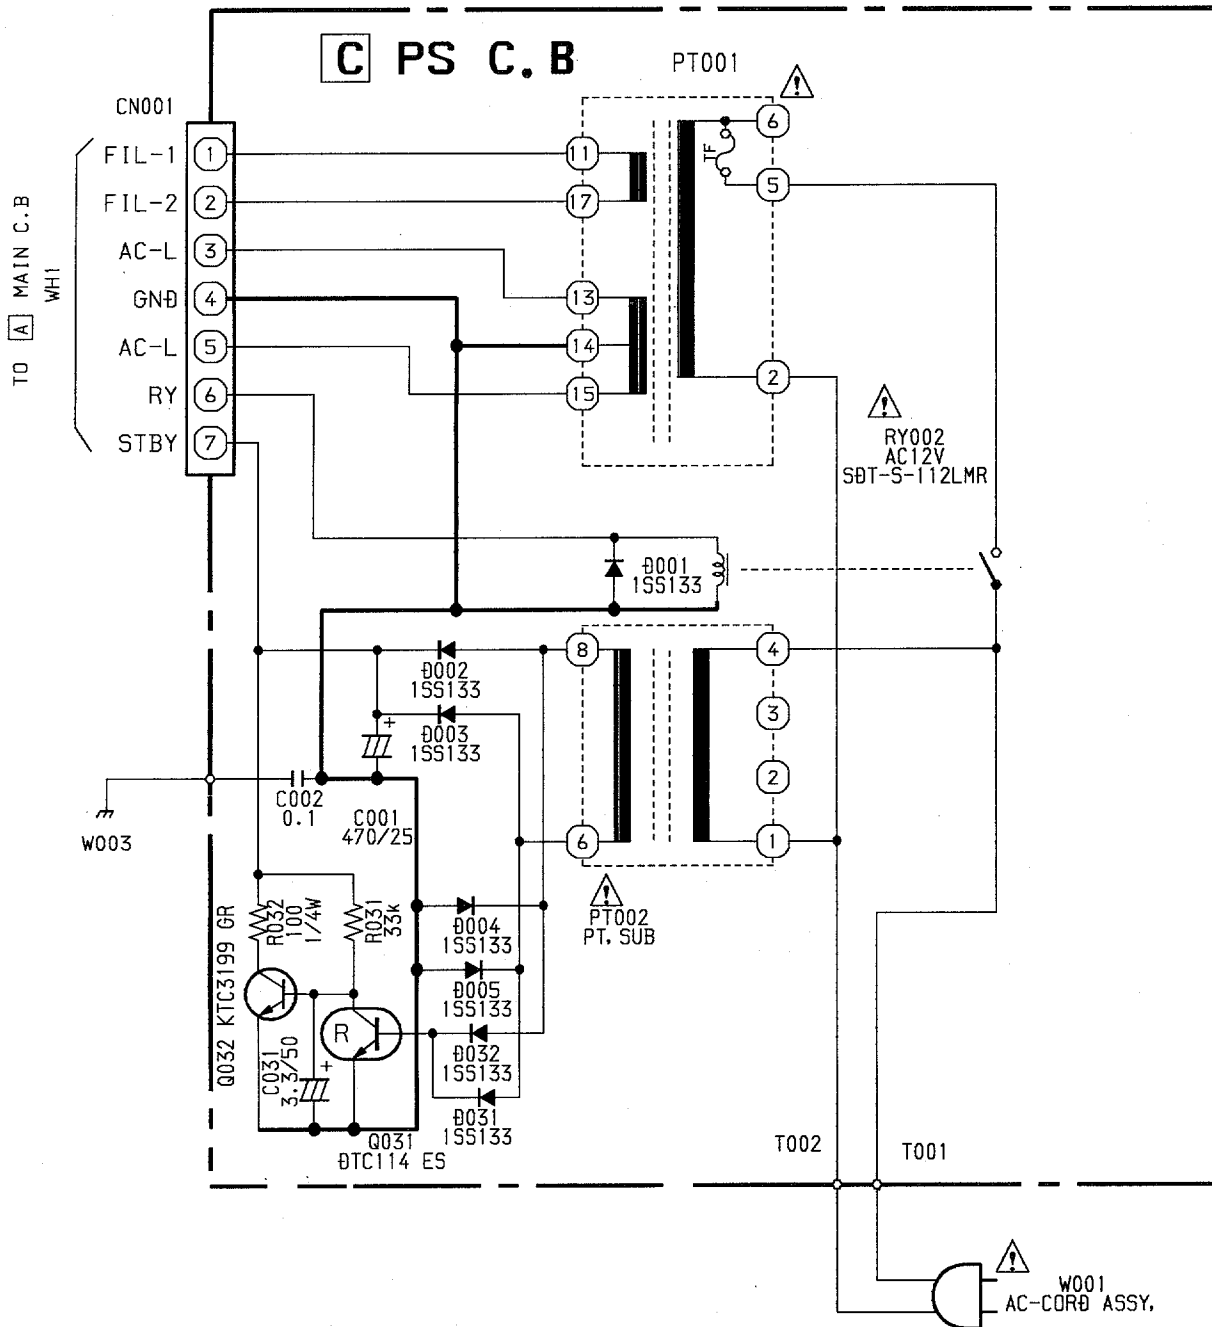 C PS C.B
PT001
CN001
TO A MAIN C.B
WH1
FIL-1 1
FIL-2 2
AC-L 3
GND 4
AC-L 5
RY 6
STBY 7
11
17
13
14
15
6
TF
5
2
RY002
AC12V
SDT-S-112LMR
D001
1SS133
8
6
4
3
2
1
D002
1SS133
D003
1SS133
+
C002
0.1
C001
470/25
W003
PT002
PT. SUB
R032
100
1/4W
R031
33k
D004
1SS133
D005
1SS133
D032
1SS133
D031
1SS133
Q032 KTC3199 GR
R
C031
3.3/50
+
Q031
DTC114 ES
T002
T001
W001
AC-CORD ASSY.